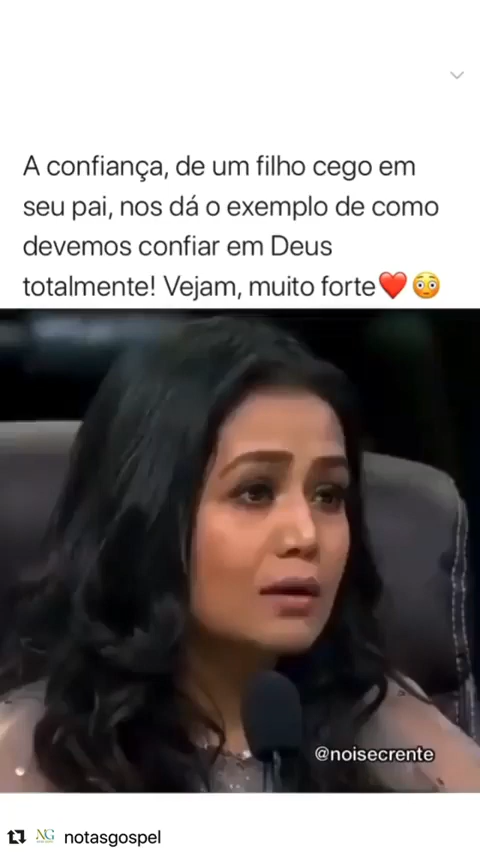 A confiança, de um filho cego em
seu pai, nos dá o exemplo de como
devemos confiar em Deus
totalmente! Vejam, muito forte❤️😳
@noisecrente
NG notasgospel